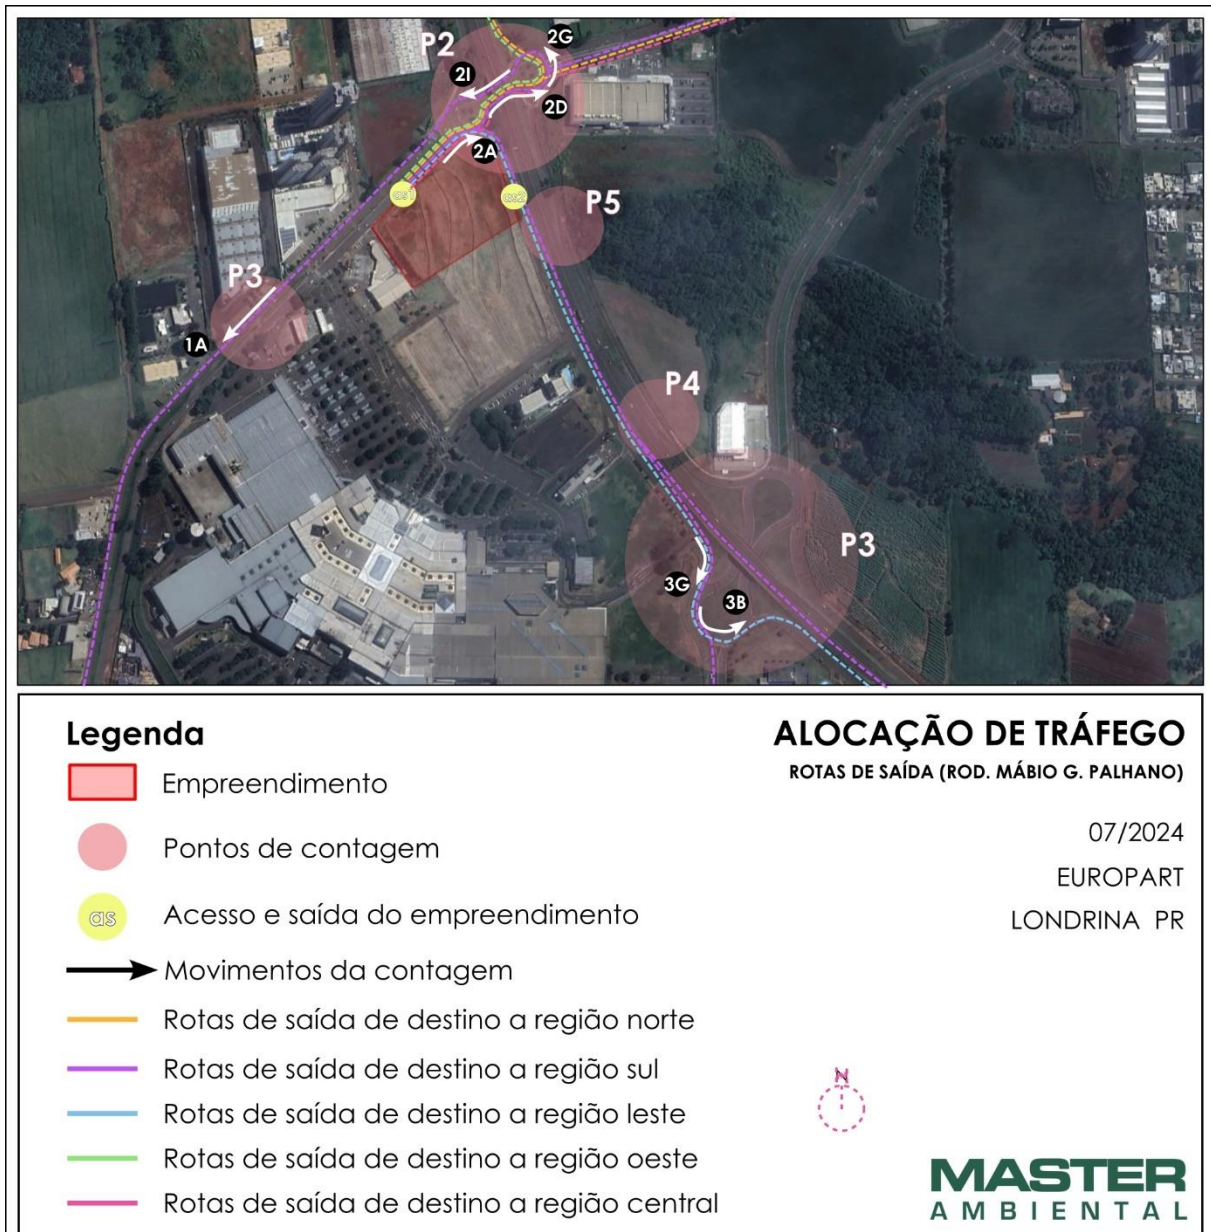 P2
2G
2I
2D
2A
as1
as2
P5
P3
1A
P4
P3
3G
3B
Legenda
Empreendimento
Pontos de contagem
as
Acesso e saída do empreendimento
Movimentos da contagem
Rotas de saída de destino a região norte
Rotas de saída de destino a região sul
Rotas de saída de destino a região leste
Rotas de saída de destino a região oeste
Rotas de saída de destino a região central
ALOCAÇÃO DE TRÁFEGO
ROTAS DE SAÍDA (ROD. MÁBIO G. PALHANO)
07/2024
EUROPART
LONDRINA PR
N
MASTER
AMBIENTAL